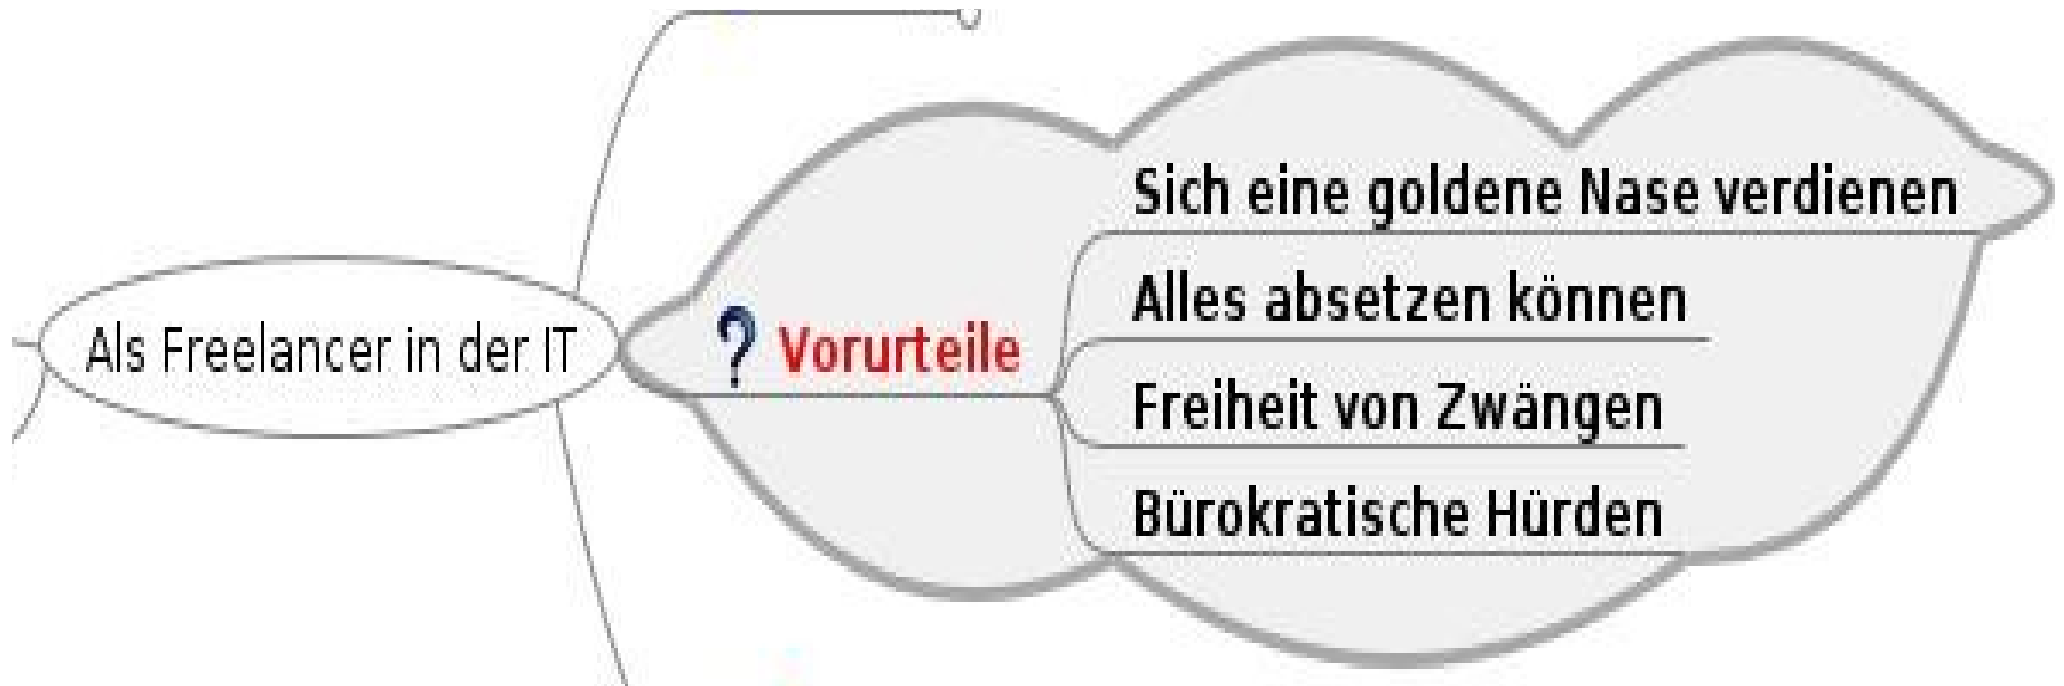 Sich eine goldene Nase verdienen
Alles absetzen können
Als Freelancer in der IT
? Vorurteile
Freiheit von Zwängen
Bürokratische Hürden